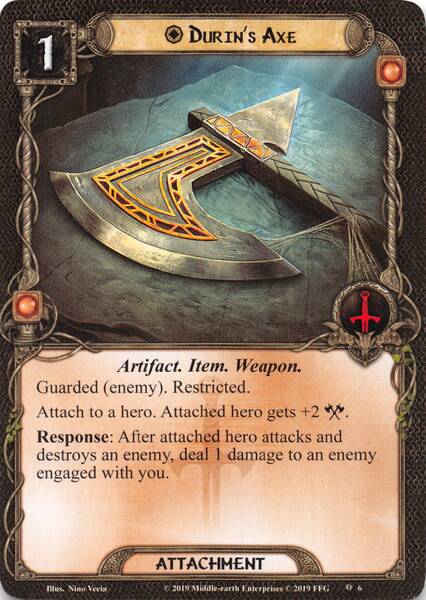 1
Durin's Axe
Artifact. Item. Weapon.
Guarded (enemy). Restricted.
Attach to a hero. Attached hero gets +2 .
Response: After attached hero attacks and
destroys an enemy, deal 1 damage to an enemy
engaged with you.
ATTACHMENT
Illus. Nino Vecia
© 2019 Middle-earth Enterprises © 2019 FFG
6